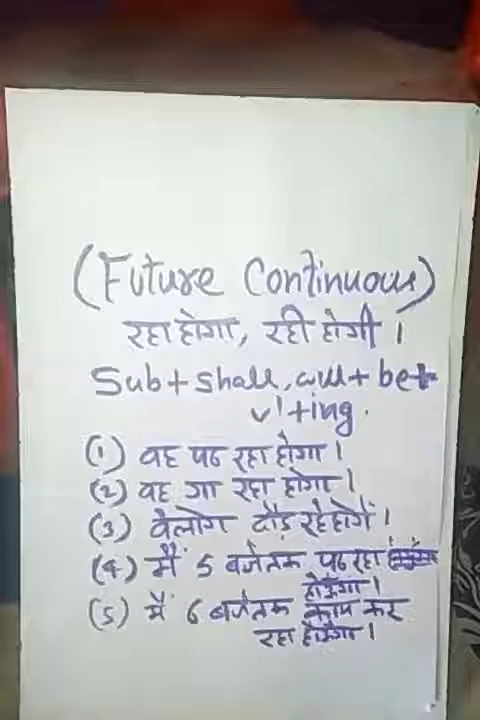 (Future Continuous)
रहा होगा, रही होगी ।
Sub + shall, will + be +
v' + ing.
(1) वह पढ रहा होगा ।
(2) वह गा रहा होगा ।
(3) वेलोग दौड़ रहे होगें ।
(4) मैं 5 बजेतक पढ रहा
होऊंगा ।
(5) मैं 6 बजेतक काम कर
रहा होऊंगा ।